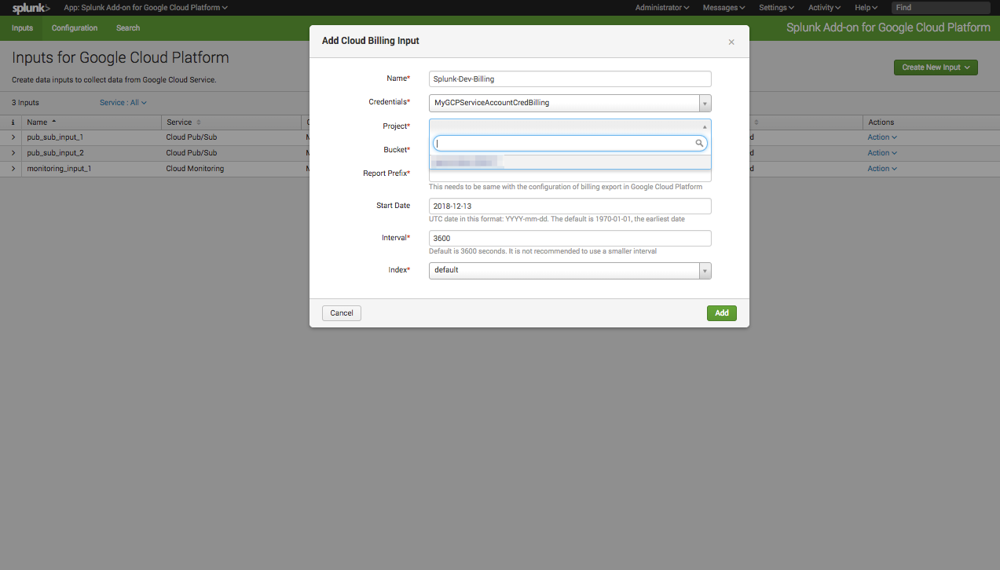 splunk> App: Splunk Add-on for Google Cloud Platform Administrator Messages Settings Activity Help Find
Inputs Configuration Search Splunk Add-on for Google Cloud Platform
Inputs for Google Cloud Platform
Create data inputs to collect data from Google Cloud Service.
Create New Input
3 Inputs Service : All
i Name Service Actions
pub_sub_input_1 Cloud Pub/Sub Action
pub_sub_input_2 Cloud Pub/Sub Action
monitoring_input_1 Cloud Monitoring Action
Add Cloud Billing Input ×
Name* Splunk-Dev-Billing
Credentials* MyGCPServiceAccountCredBilling
Project*
Bucket*
Report Prefix*
This needs to be same with the configuration of billing export in Google Cloud Platform
Start Date 2018-12-13
UTC date in this format: YYYY-mm-dd. The default is 1970-01-01, the earliest date
Interval* 3600
Default is 3600 seconds. It is not recommended to use a smaller interval
Index* default
Cancel Add